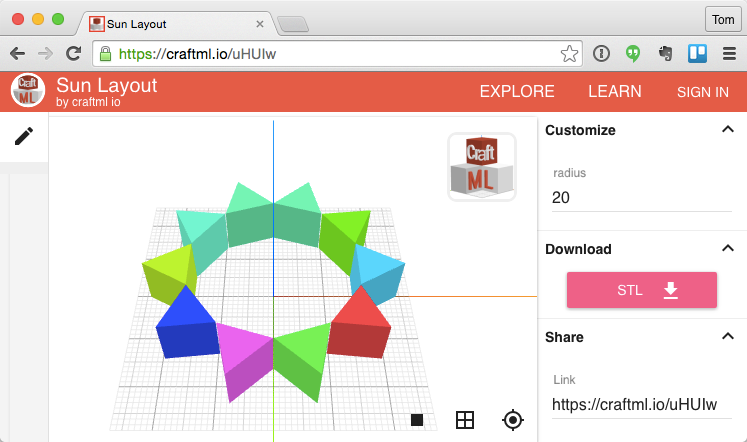 Sun Layout
Tom
https://craftml.io/uHUIw
Craft
ML
Sun Layout
by craftml io
EXPLORE
LEARN
SIGN IN
Craft
ML
Customize
radius
20
Download
STL
Share
Link
https://craftml.io/uHUIw